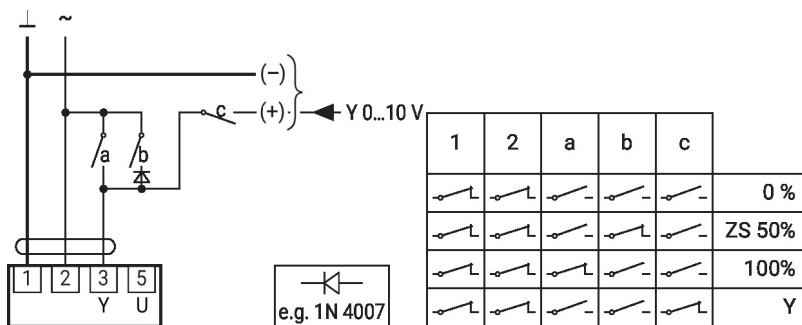 ⊥ ~
(–)
c (+) Y 0...10 V
a b
1 2 3 5
Y U
e.g. 1N 4007
1 2 a b c
0 %
ZS 50%
100%
Y